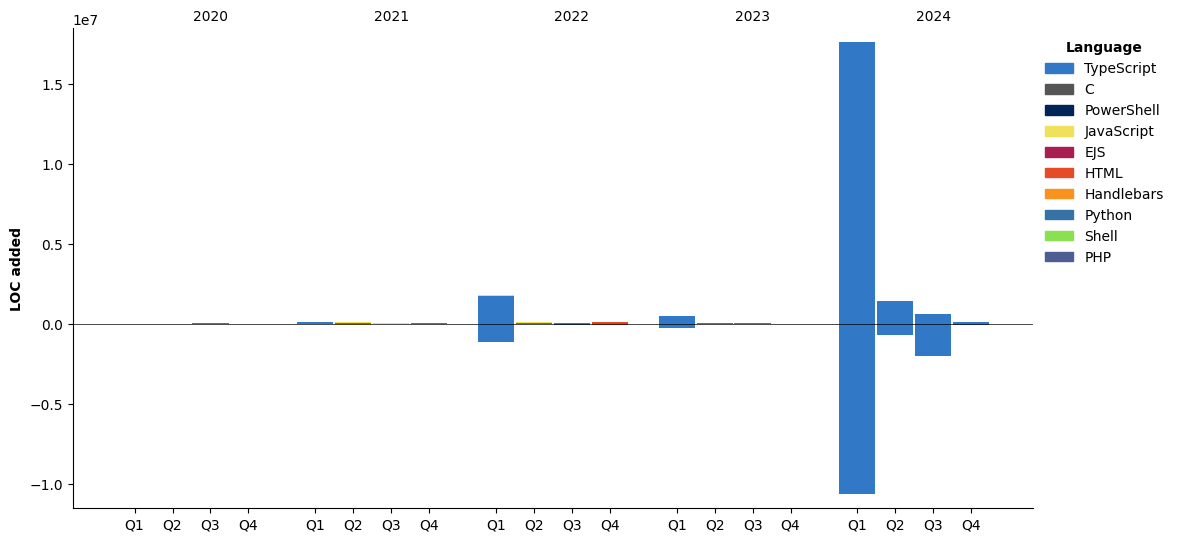 1e7
2020 2021 2022 2023 2024
LOC added
1.5
1.0
0.5
0.0
−0.5
−1.0
Q1 Q2 Q3 Q4 Q1 Q2 Q3 Q4 Q1 Q2 Q3 Q4 Q1 Q2 Q3 Q4 Q1 Q2 Q3 Q4
Language
TypeScript
C
PowerShell
JavaScript
EJS
HTML
Handlebars
Python
Shell
PHP